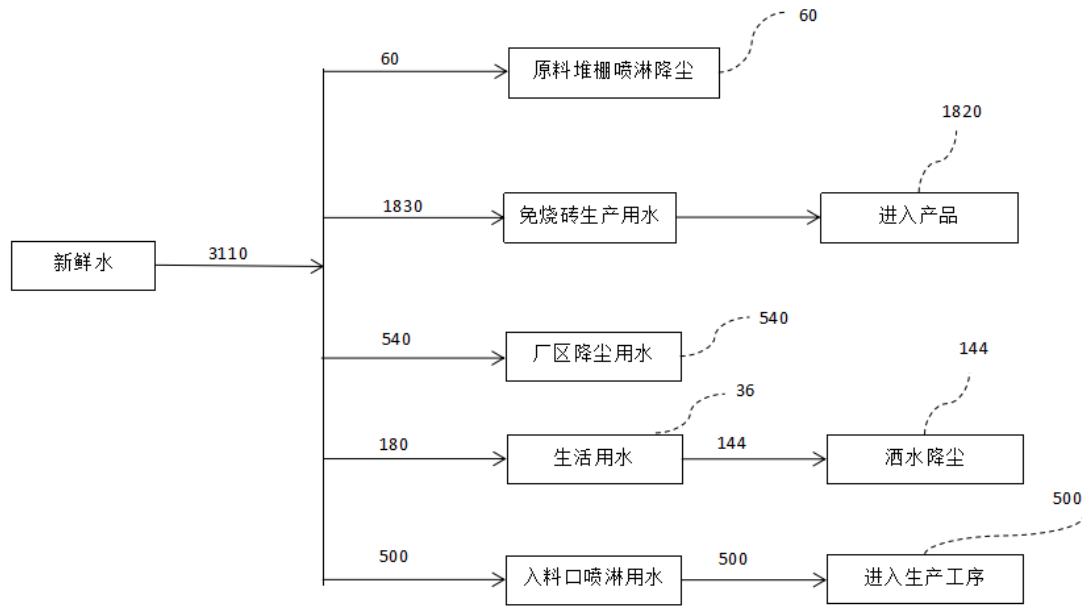 60
60
原料堆棚喷淋降尘
1820
1830
免烧砖生产用水
进入产品
新鲜水
3110
540
540
厂区降尘用水
144
36
180
生活用水
144
洒水降尘
500
500
入料口喷淋用水
500
进入生产工序